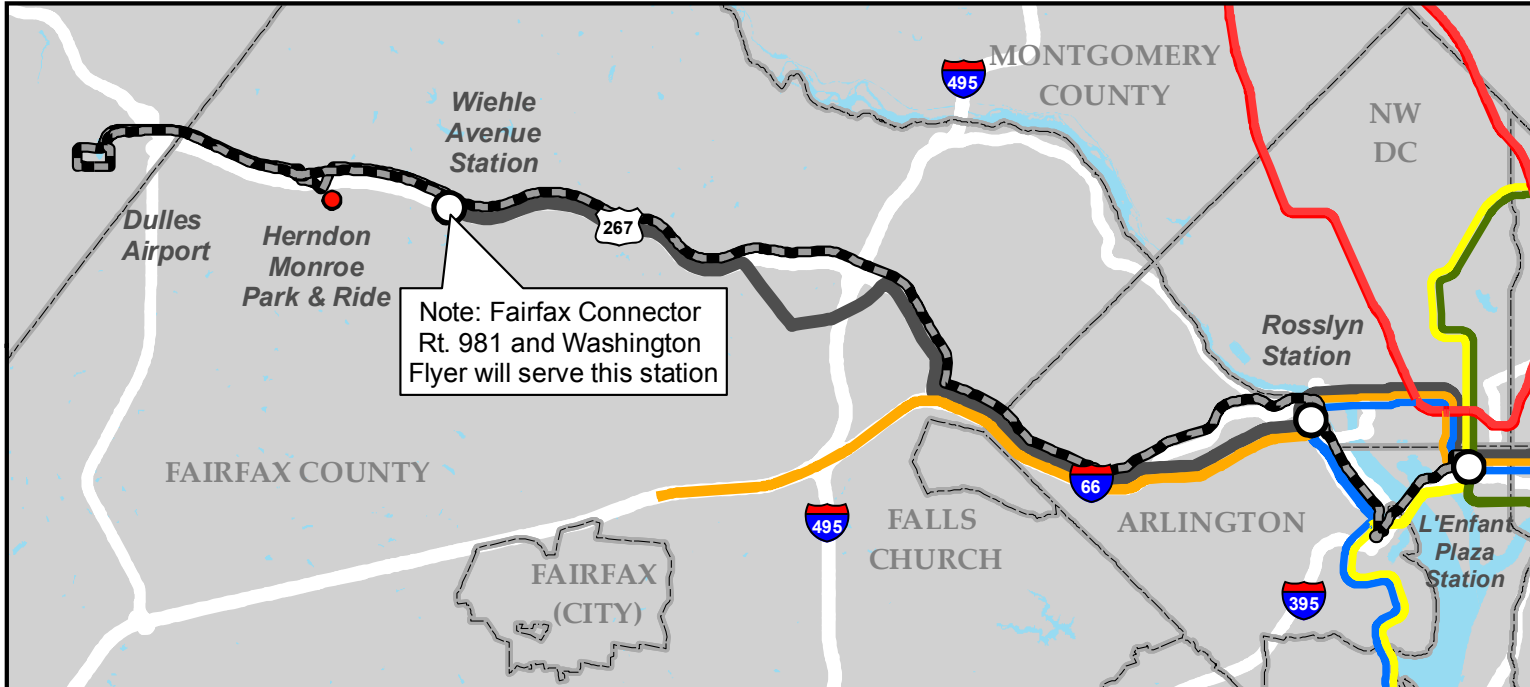 MONTGOMERY
COUNTY
495
NW
DC
Wiehle
Avenue
Station
Dulles
Airport
Herndon
Monroe
Park & Ride
267
Note: Fairfax Connector
Rt. 981 and Washington
Flyer will serve this station
Rosslyn
Station
FAIRFAX COUNTY
66
495
FALLS
CHURCH
ARLINGTON
L'Enfant
Plaza
Station
FAIRFAX
(CITY)
395